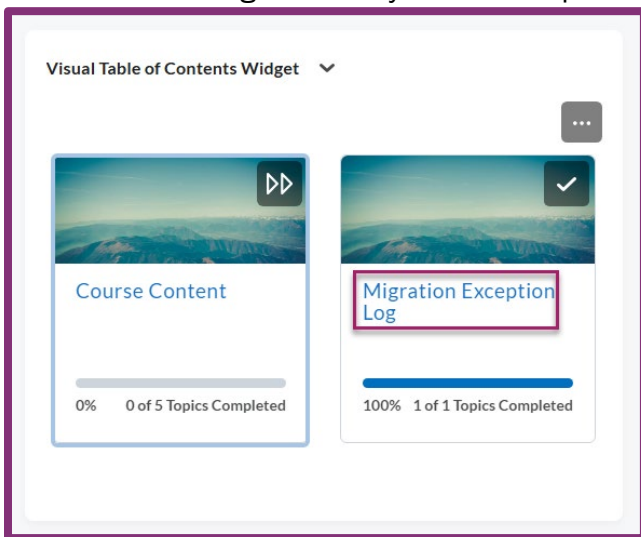 Visual Table of Contents Widget
Course Content
Migration Exception
Log
0% 0 of 5 Topics Completed
100% 1 of 1 Topics Completed